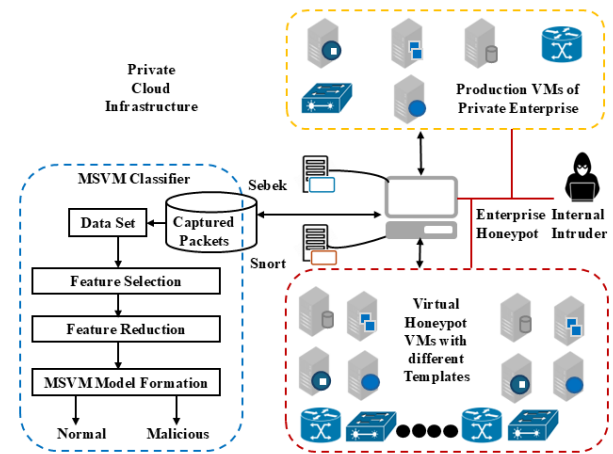 Private
Cloud
Infrastructure
Production VMs of
Private Enterprise
MSVM Classifier
Sebek
Data Set
Captured
Packets
Snort
Enterprise
Honeypot
Internal
Intruder
Feature Selection
Feature Reduction
MSVM Model Formation
Normal
Malicious
Virtual
Honeypot
VMs with
different
Templates